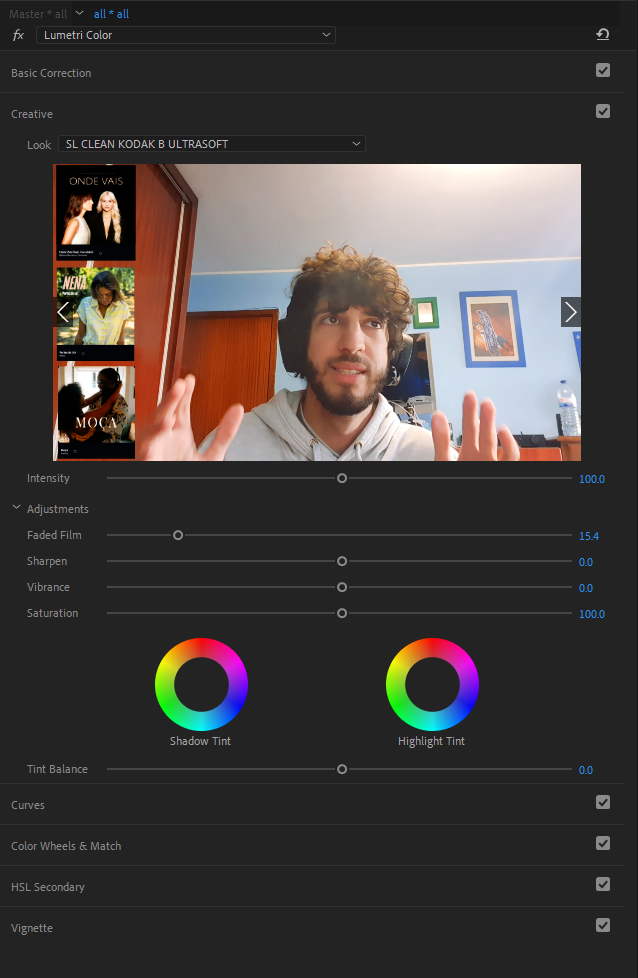 Master * all all * all
fx Lumetri Color
Basic Correction
Creative
Look SL CLEAN KODAK B ULTRASOFT
ONDE VAIS
NENA
MOÇA
Intensity 100.0
Adjustments
Faded Film 15.4
Sharpen 0.0
Vibrance 0.0
Saturation 100.0
Shadow Tint Highlight Tint
Tint Balance 0.0
Curves
Color Wheels & Match
HSL Secondary
Vignette